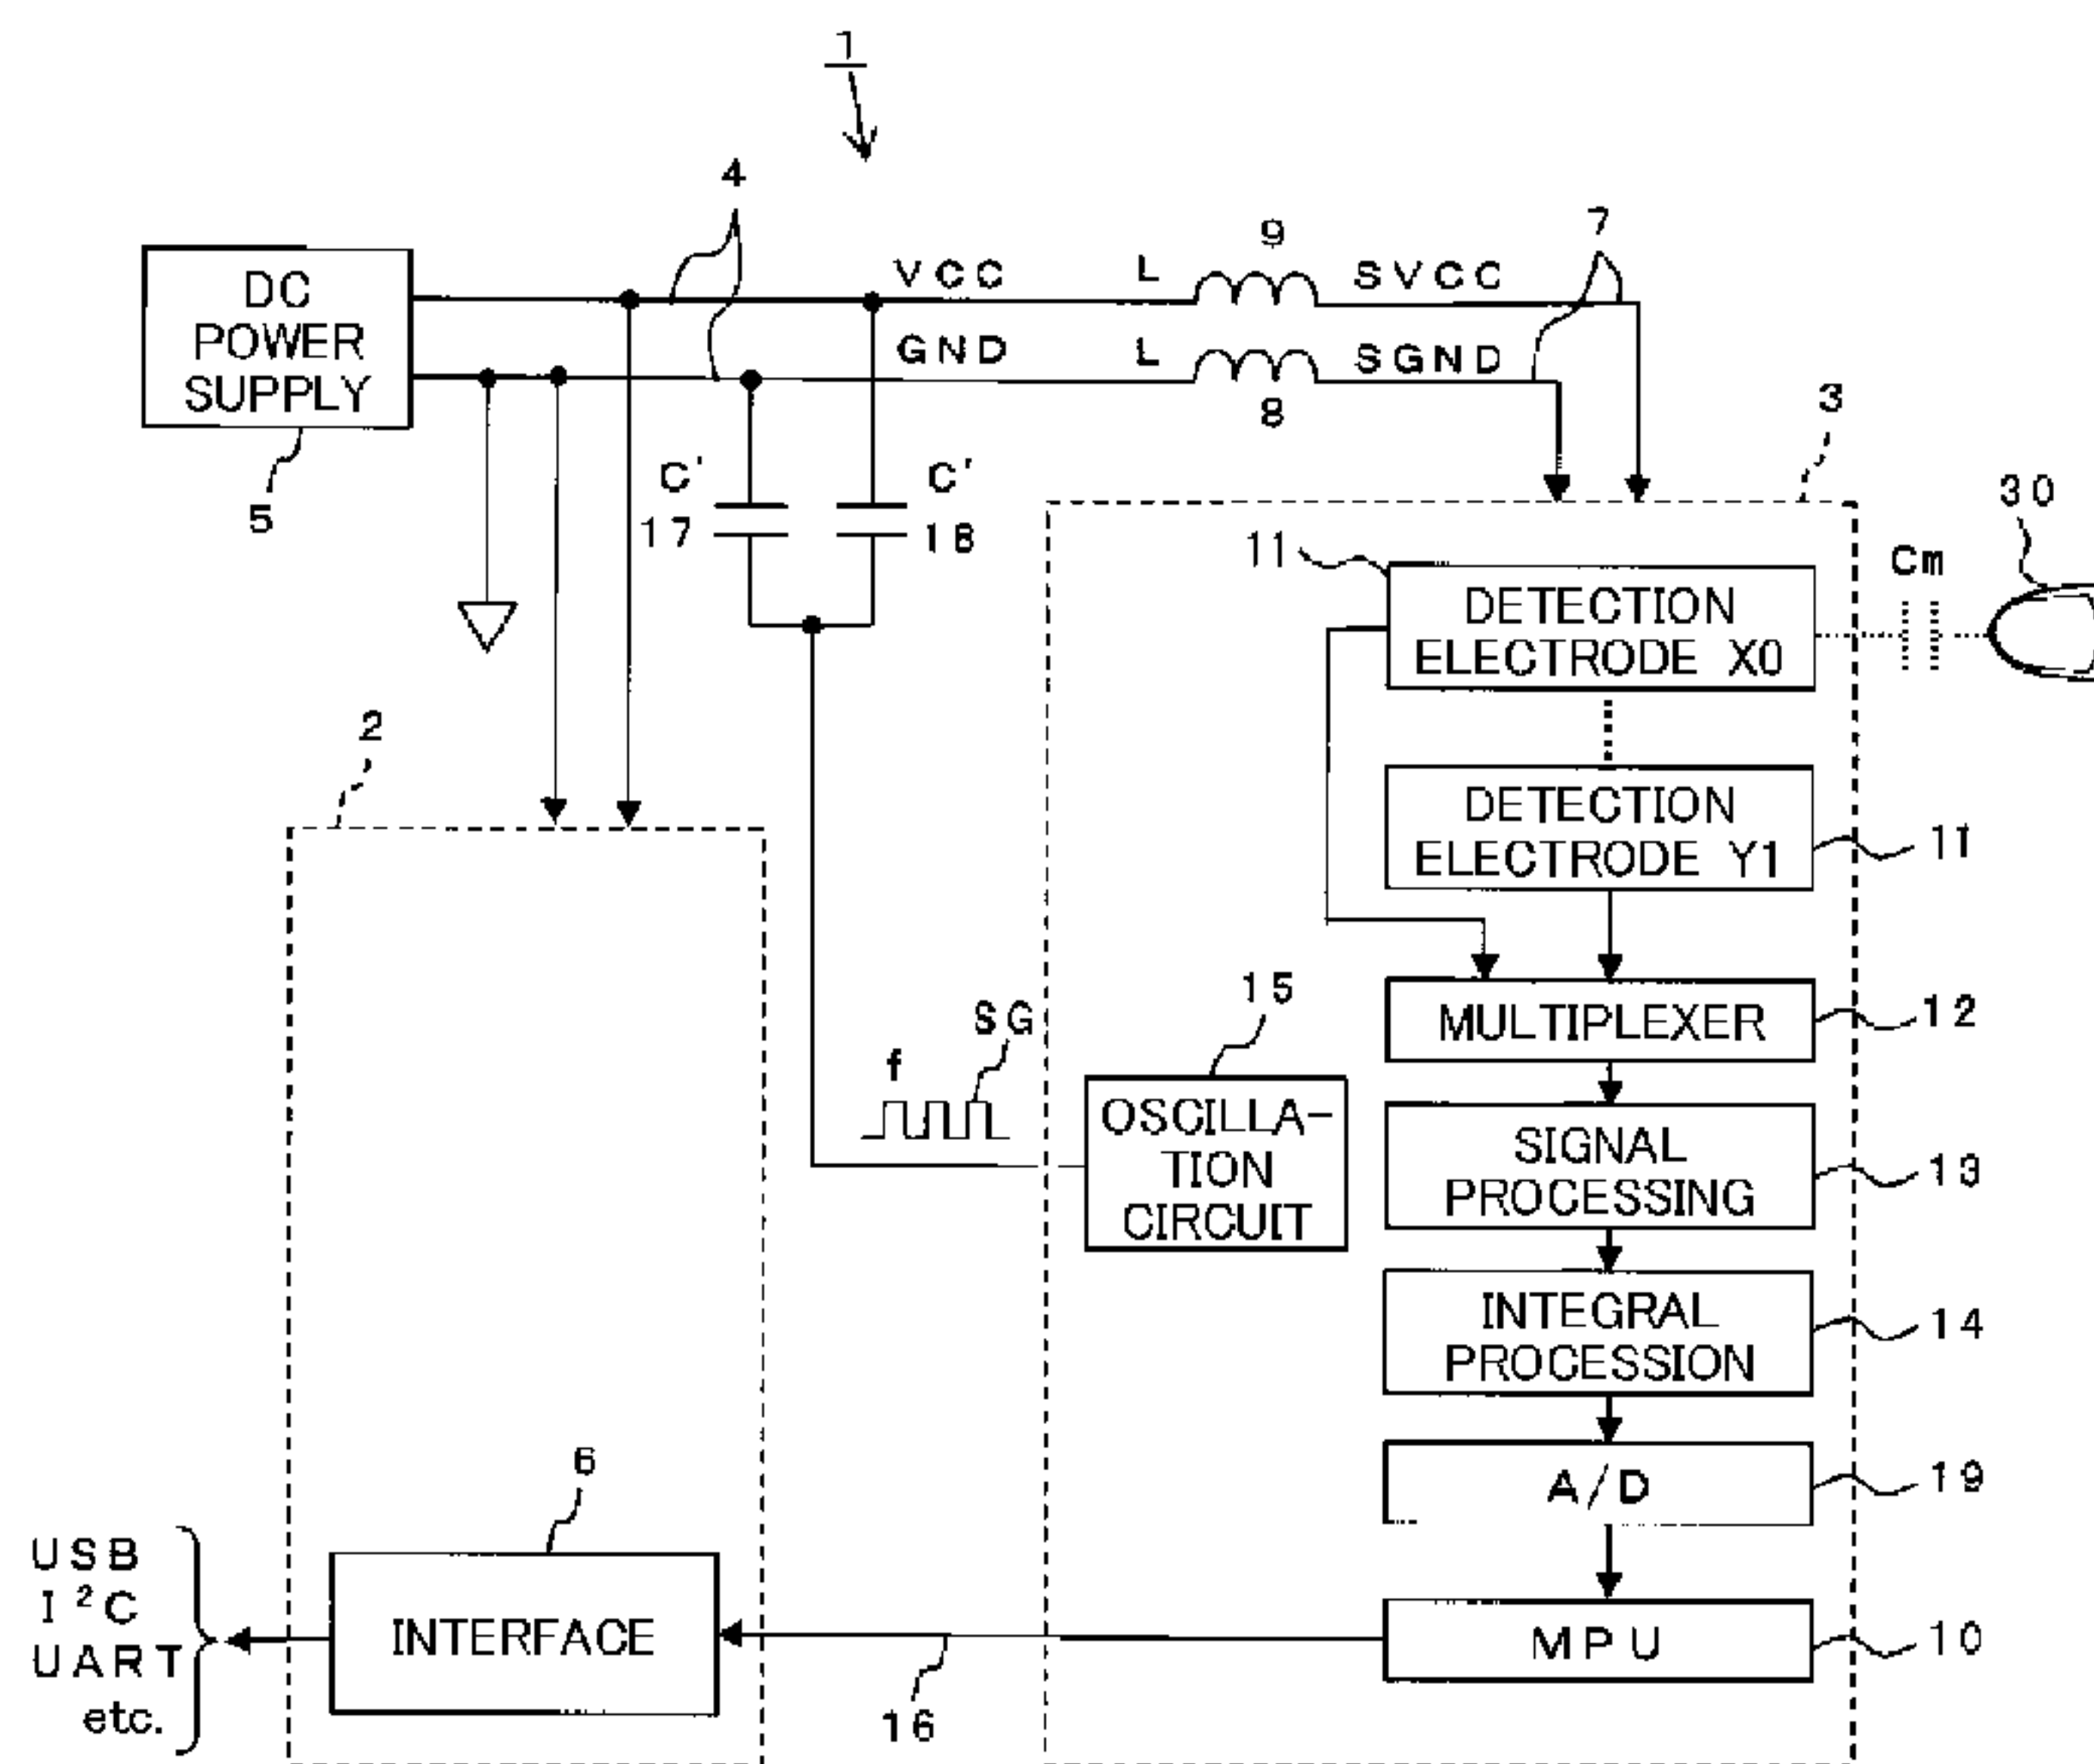 1
4
7
9
DC
POWER
SUPPLY
VCC
L
SVCC
GND
L
SGND
8
3
5
C'
17
C'
18
30
11
Cm
DETECTION
ELECTRODE X0
2
DETECTION
ELECTRODE Y1
11
15
SG
f
MULTIPLEXER
12
OSCILLA-
TION
CIRCUIT
SIGNAL
PROCESSING
13
INTEGRAL
PROCESSION
14
6
A/D
19
USB
I²C
UART
etc.
INTERFACE
16
MPU
10